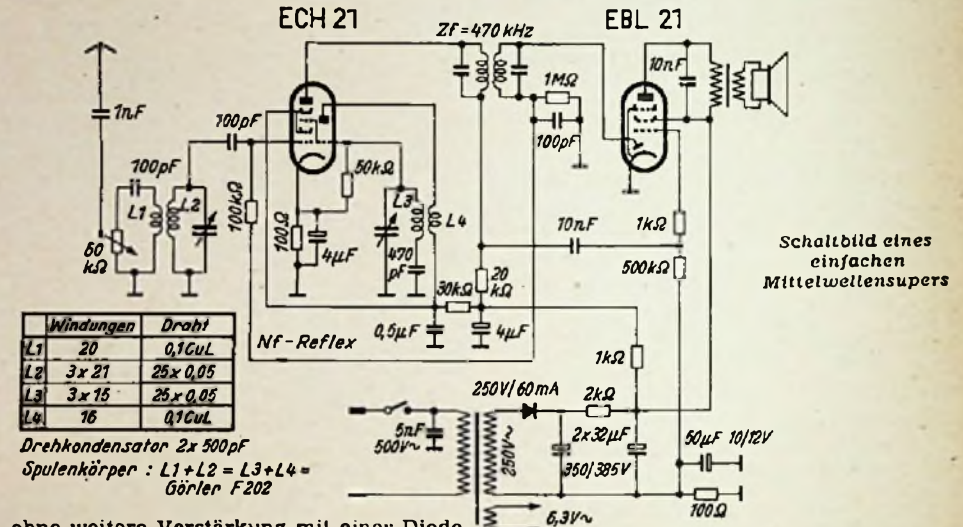 ECH 21
EBL 21
Zf = 470 kHz
1nF
100pF
L1
L2
60
kΩ
100pF
100kΩ
100Ω
4µF
50kΩ
L3
L4
470
pF
30kΩ
0,5µF
20
kΩ
4µF
1MΩ
100pF
10nF
10nF
1kΩ
500kΩ
1kΩ
Nf-Reflex
Schaltbild eines
einfachen
Mittelwellensupers
Windungen Draht
L1 20 0,1 CuL
L2 3x21 25x0,05
L3 3x15 25x0,05
L4 16 0,1 CuL
Drehkondensator 2x 500pF
Spulenkörper : L1+L2 = L3+L4 =
Görler F202
5nF
500V~
250V~
250V/60mA
2kΩ
2x32µF
350/385V
50µF 10/12V
100Ω
6,3V~
ohne weitere Verstärkung mit einer Diode